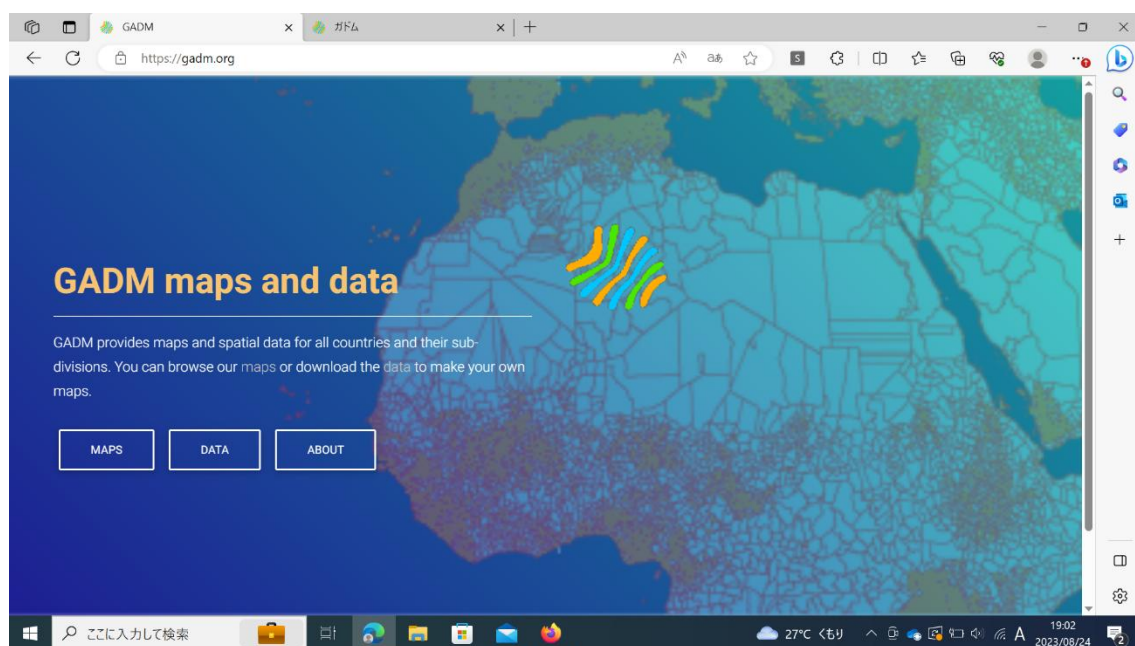 GADM
ガドム
https://gadm.org
GADM maps and data
GADM provides maps and spatial data for all countries and their sub-
divisions. You can browse our maps or download the data to make your own
maps.
MAPS
DATA
ABOUT
ここに入力して検索
27°C くもり
A
19:02
2023/08/24
2